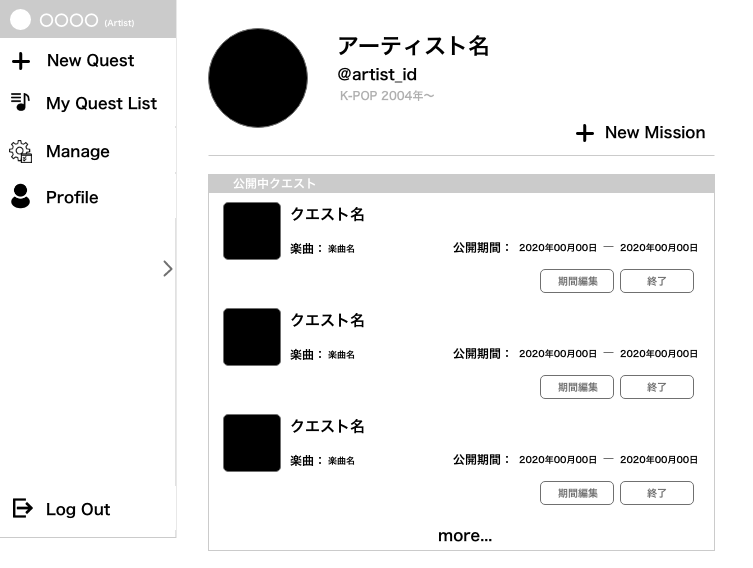 ○○○○ (Artist)
New Quest
My Quest List
Manage
Profile
Log Out
アーティスト名
@artist_id
K-POP 2004年〜
New Mission
公開中クエスト
クエスト名
楽曲： 楽曲名
公開期間： 2020年00月00日 ― 2020年00月00日
期間編集 終了
クエスト名
楽曲： 楽曲名
公開期間： 2020年00月00日 ― 2020年00月00日
期間編集 終了
クエスト名
楽曲： 楽曲名
公開期間： 2020年00月00日 ― 2020年00月00日
期間編集 終了
more...